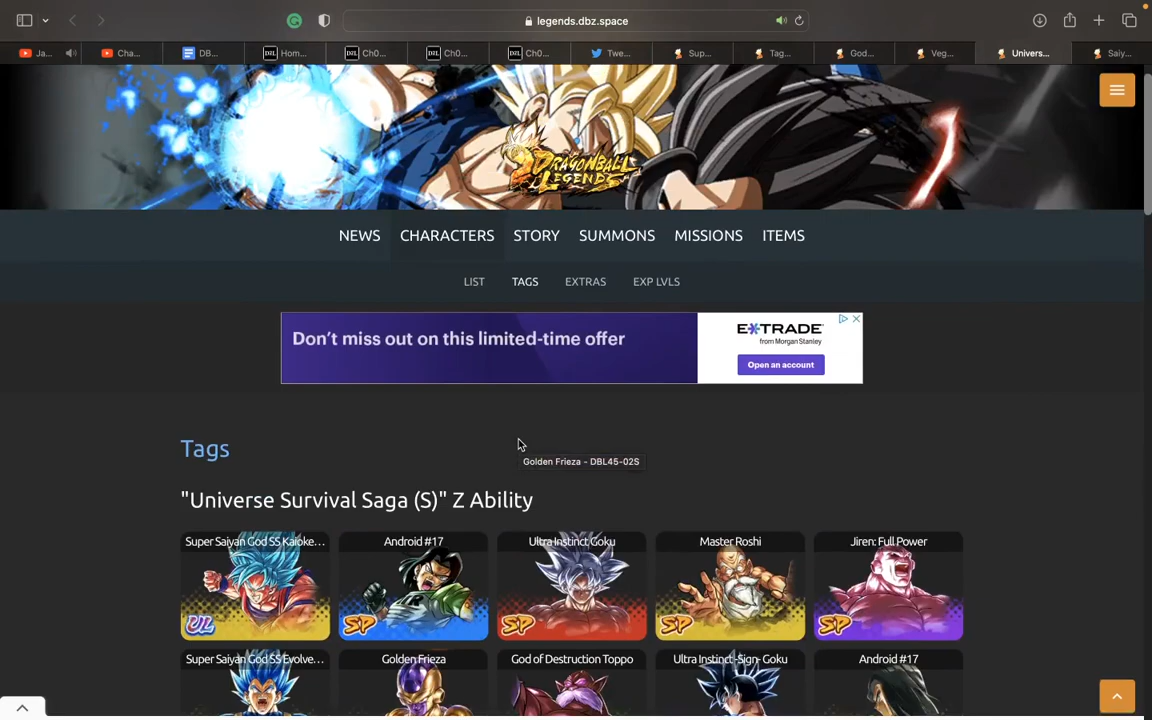 legends.dbz.space
Ja...
Cha...
DB...
Hom...
Ch0...
Ch0...
Ch0...
Twe...
Sup...
Tag...
God...
Veg...
Univers...
Saiy...
DRAGONBALL
LEGENDS
NEWS CHARACTERS STORY SUMMONS MISSIONS ITEMS
LIST TAGS EXTRAS EXP LVLS
Don't miss out on this limited-time offer
E*TRADE
from Morgan Stanley
Open an account
Tags
Golden Frieza - DBL45-02S
"Universe Survival Saga (S)" Z Ability
Super Saiyan God SS Kaioke...
Android #17
Ultra Instinct Goku
Master Roshi
Jiren: Full Power
UL
SP
SP
SP
SP
Super Saiyan God SS Evolve...
Golden Frieza
God of Destruction Toppo
Ultra Instinct -Sign- Goku
Android #17